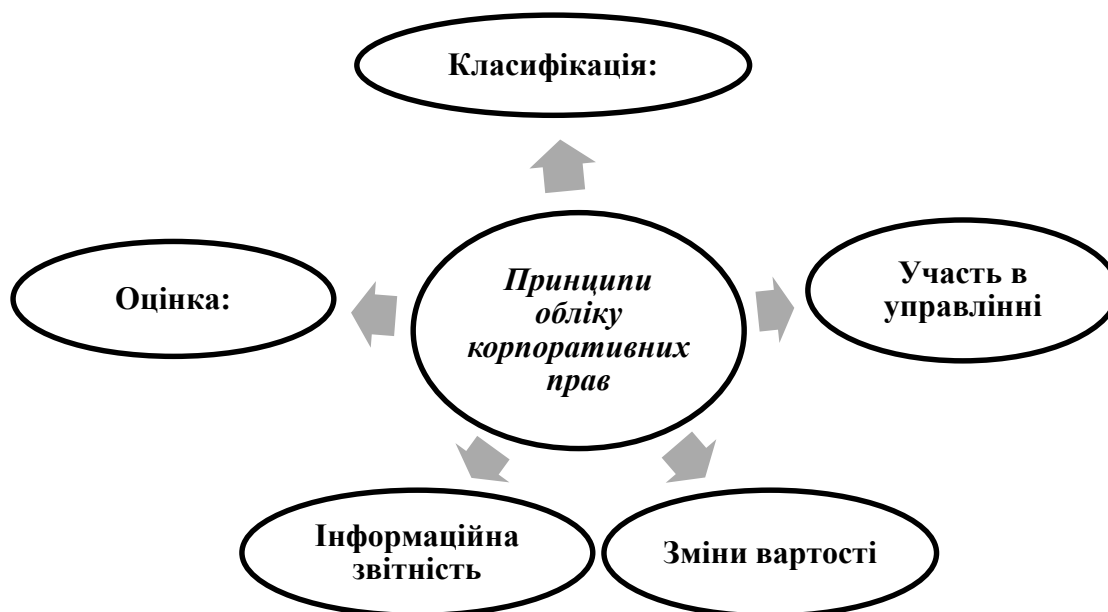 Класифікація:
Оцінка:
Принципи
обліку
корпоративних
прав
Участь в
управлінні
Інформаційна
звітність
Зміни вартості